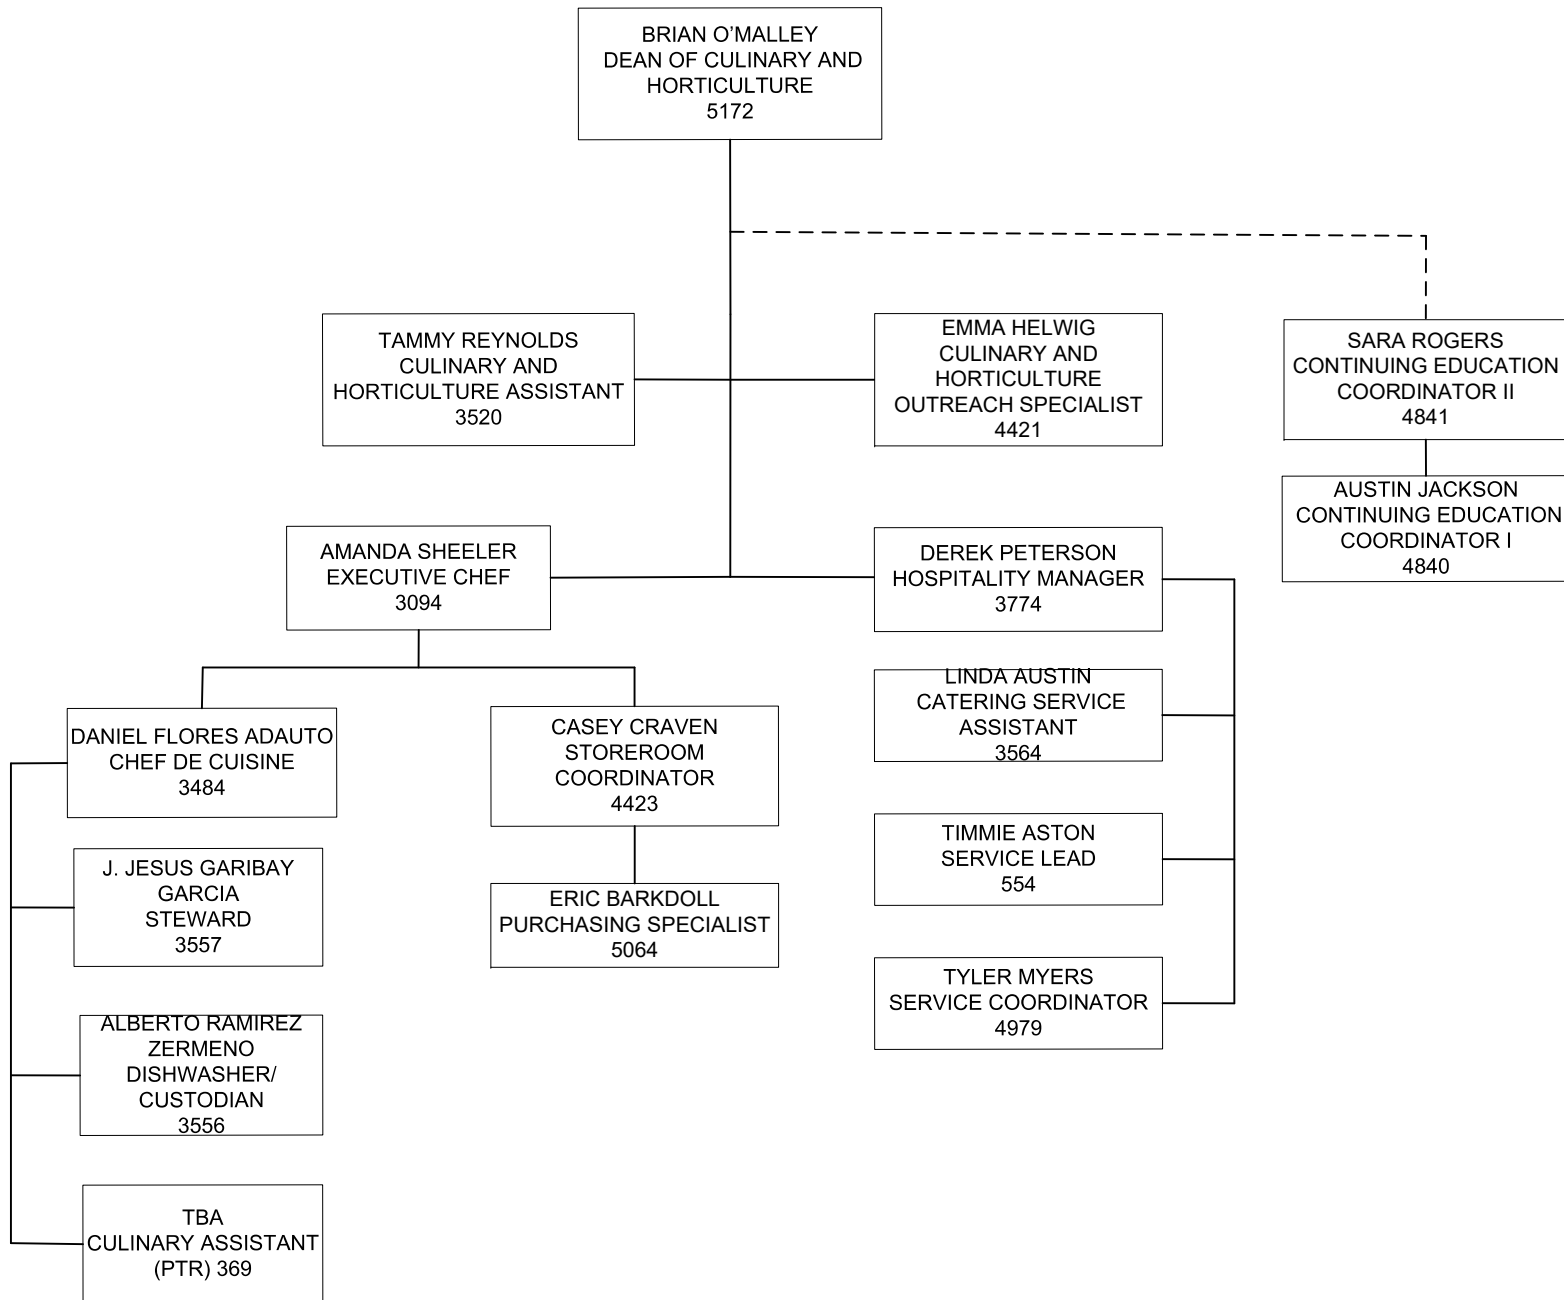 BRIAN O’MALLEY
DEAN OF CULINARY AND
HORTICULTURE
5172
TAMMY REYNOLDS
CULINARY AND
HORTICULTURE ASSISTANT
3520
EMMA HELWIG
CULINARY AND
HORTICULTURE
OUTREACH SPECIALIST
4421
SARA ROGERS
CONTINUING EDUCATION
COORDINATOR II
4841
AUSTIN JACKSON
CONTINUING EDUCATION
COORDINATOR I
4840
AMANDA SHEELER
EXECUTIVE CHEF
3094
DEREK PETERSON
HOSPITALITY MANAGER
3774
DANIEL FLORES ADAUTO
CHEF DE CUISINE
3484
CASEY CRAVEN
STOREROOM
COORDINATOR
4423
LINDA AUSTIN
CATERING SERVICE
ASSISTANT
3564
J. JESUS GARIBAY
GARCIA
STEWARD
3557
ERIC BARKDOLL
PURCHASING SPECIALIST
5064
TIMMIE ASTON
SERVICE LEAD
554
TYLER MYERS
SERVICE COORDINATOR
4979
ALBERTO RAMIREZ
ZERMENO
DISHWASHER/
CUSTODIAN
3556
TBA
CULINARY ASSISTANT
(PTR) 369